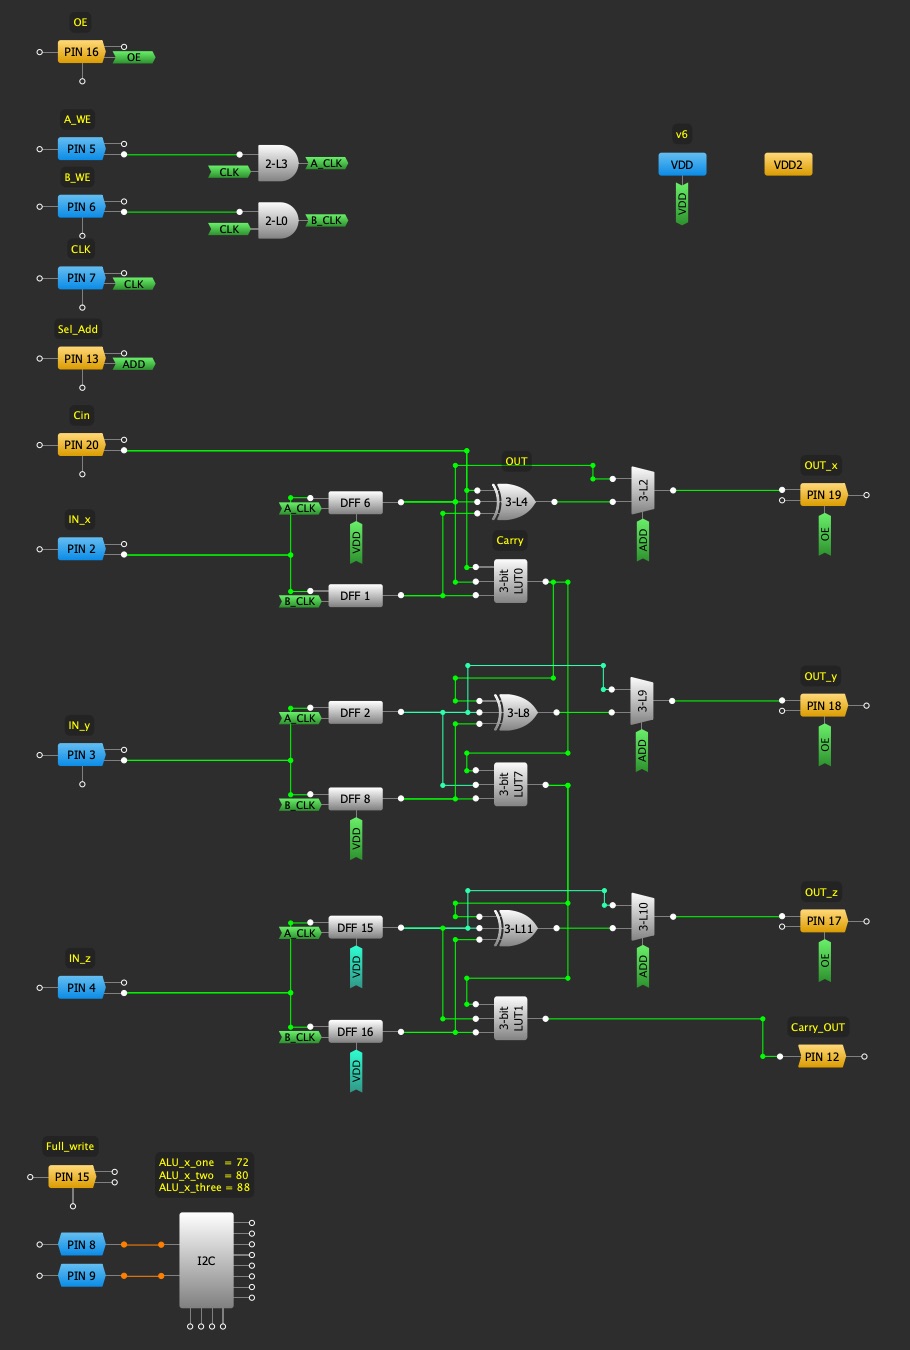 OE
PIN 16
OE
A_WE
PIN 5
2-L3
A_CLK
CLK
B_WE
PIN 6
2-L0
B_CLK
CLK
CLK
PIN 7
CLK
v6
VDD
VDD2
VDD
Sel_Add
PIN 13
ADD
Cin
PIN 20
OUT
OUT_x
IN_x
PIN 2
A_CLK
DFF 6
VDD
3-L4
3-L2
ADD
PIN 19
OE
Carry
3-bit
LUT0
B_CLK
DFF 1
OUT_y
IN_y
PIN 3
A_CLK
DFF 2
3-L8
3-L9
ADD
PIN 18
OE
3-bit
LUT7
B_CLK
DFF 8
VDD
OUT_z
IN_z
PIN 4
A_CLK
DFF 15
VDD
3-L11
3-L10
ADD
PIN 17
OE
3-bit
LUT1
B_CLK
DFF 16
VDD
Carry_OUT
PIN 12
Full_write
PIN 15
ALU_x_one = 72
ALU_x_two = 80
ALU_x_three = 88
PIN 8
PIN 9
I2C